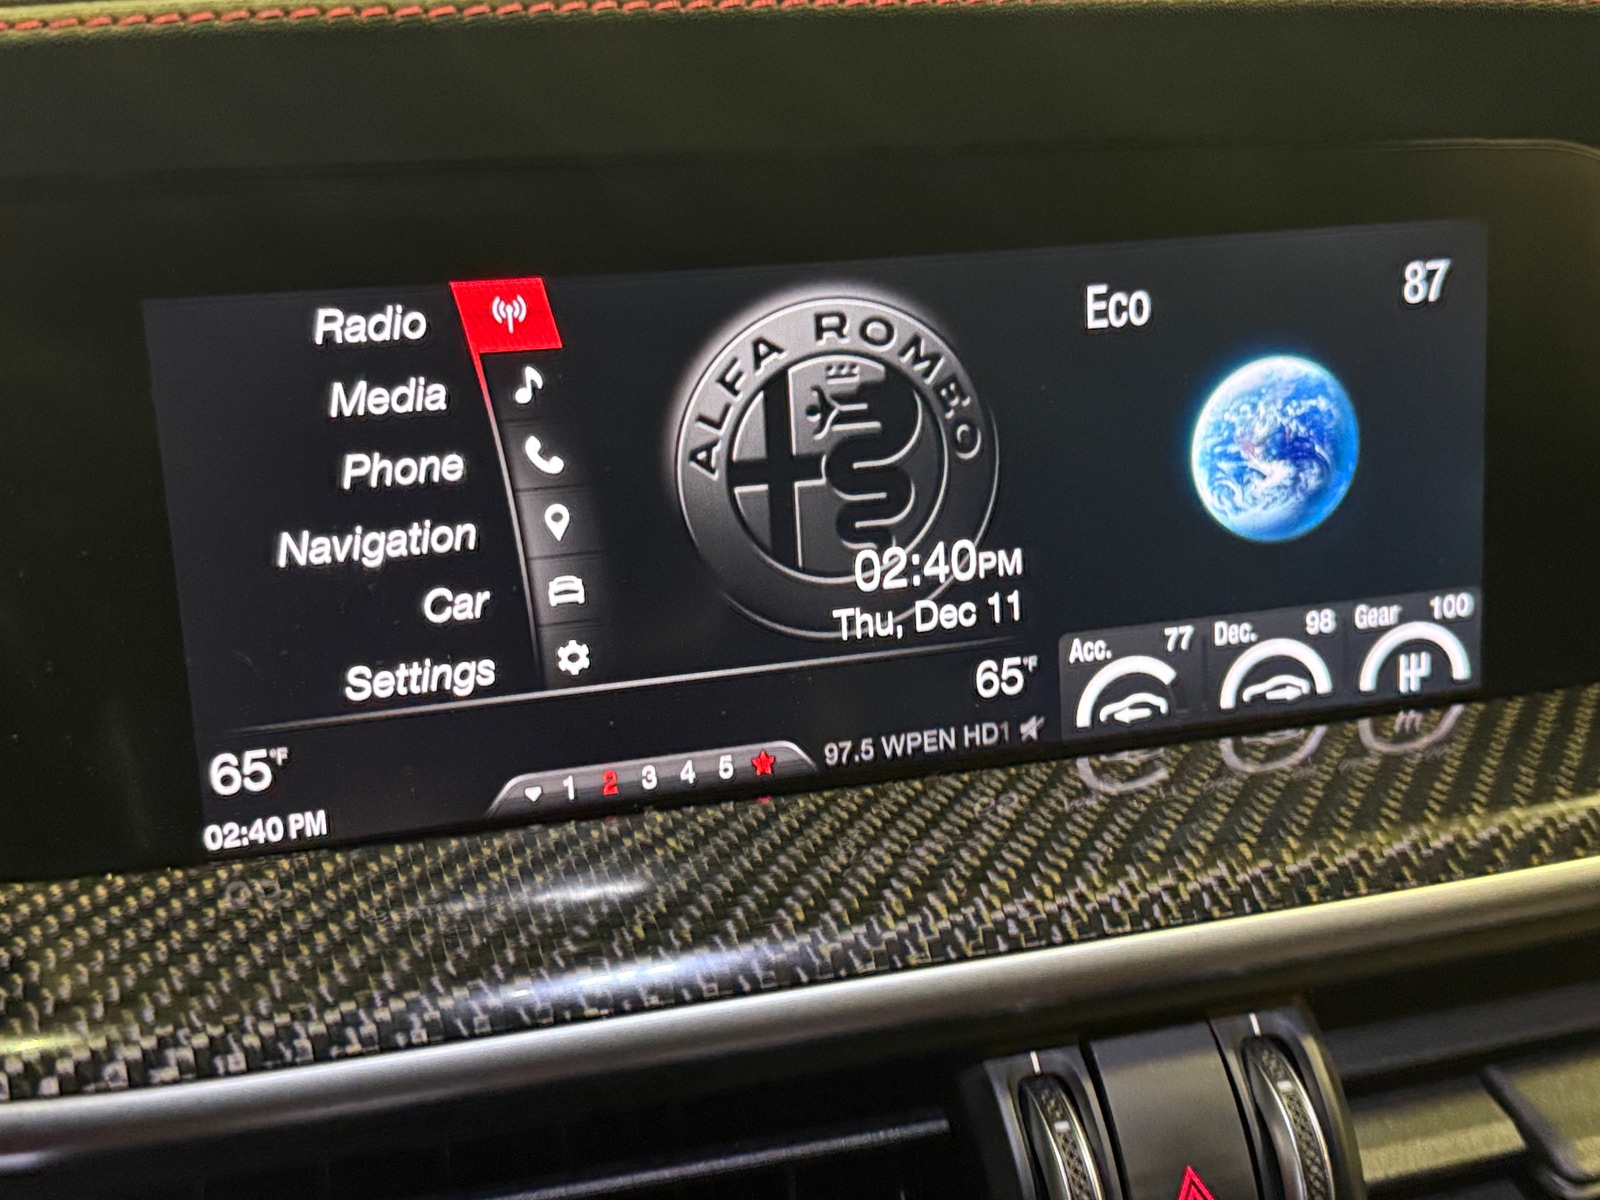 Radio
Media
Phone
Navigation
Car
Settings
ALFA ROMEO
02:40PM
Thu, Dec 11
Eco
87
Acc. 77
Dec. 98
Gear 100
65°F
65°F
02:40 PM
1 2 3 4 5
97.5 WPEN HD1